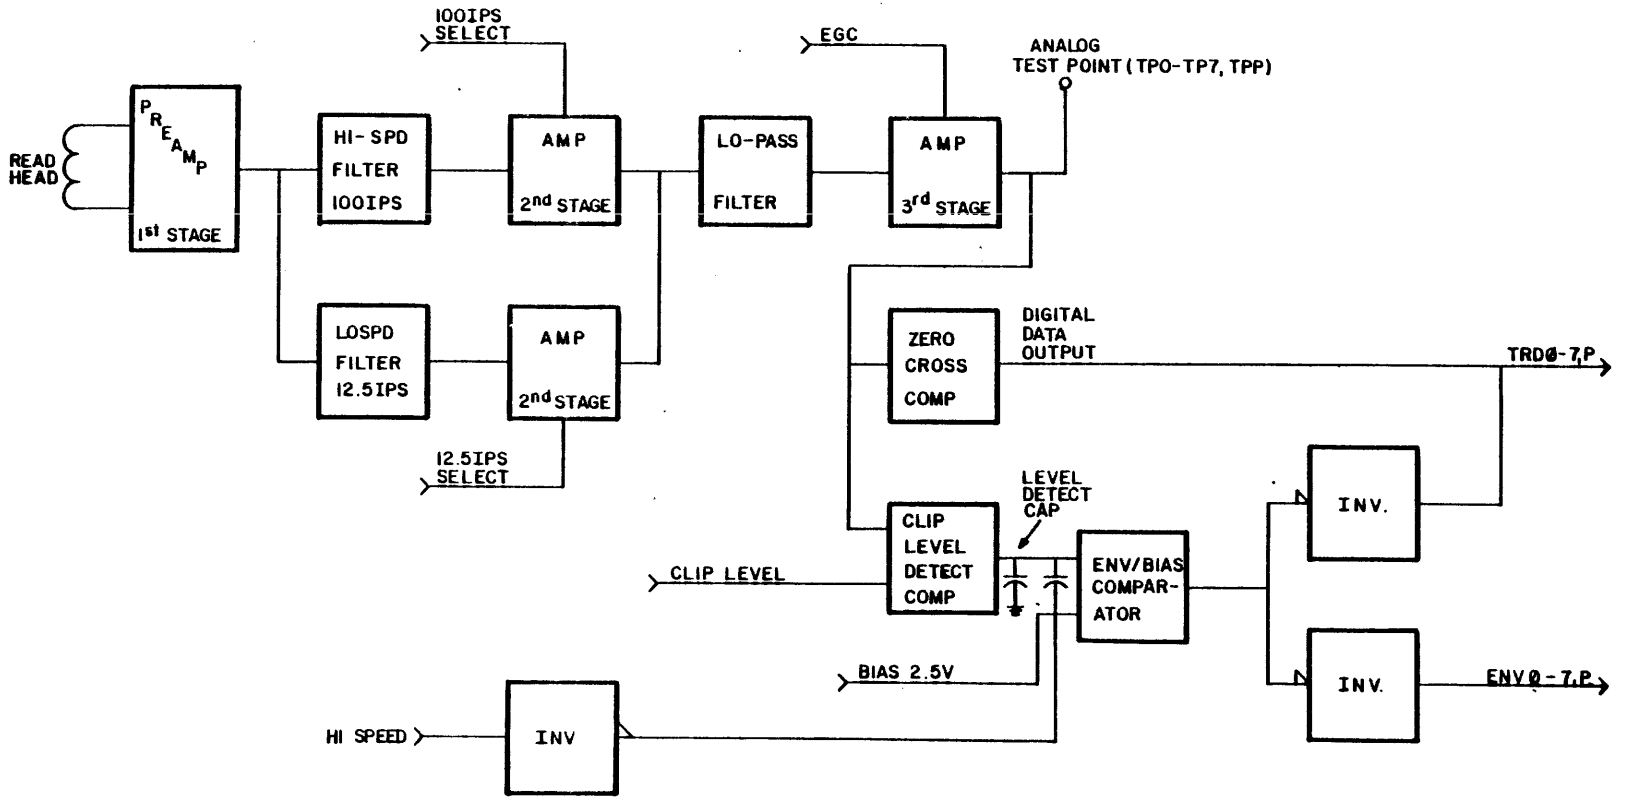 100IPS
SELECT
EGC
ANALOG
TEST POINT (TP0-TP7, TPP)
READ
HEAD
PREAMP
1st STAGE
HI-SPD
FILTER
100IPS
AMP
2nd STAGE
LO-PASS
FILTER
AMP
3rd STAGE
LOSPD
FILTER
12.5IPS
AMP
2nd STAGE
12.5IPS
SELECT
ZERO
CROSS
COMP
DIGITAL
DATA
OUTPUT
TRDØ-7,P
CLIP
LEVEL
DETECT
COMP
LEVEL
DETECT
CAP
CLIP LEVEL
ENV/BIAS
COMPAR-
ATOR
INV.
BIAS 2.5V
INV.
ENVØ-7,P
HI SPEED
INV